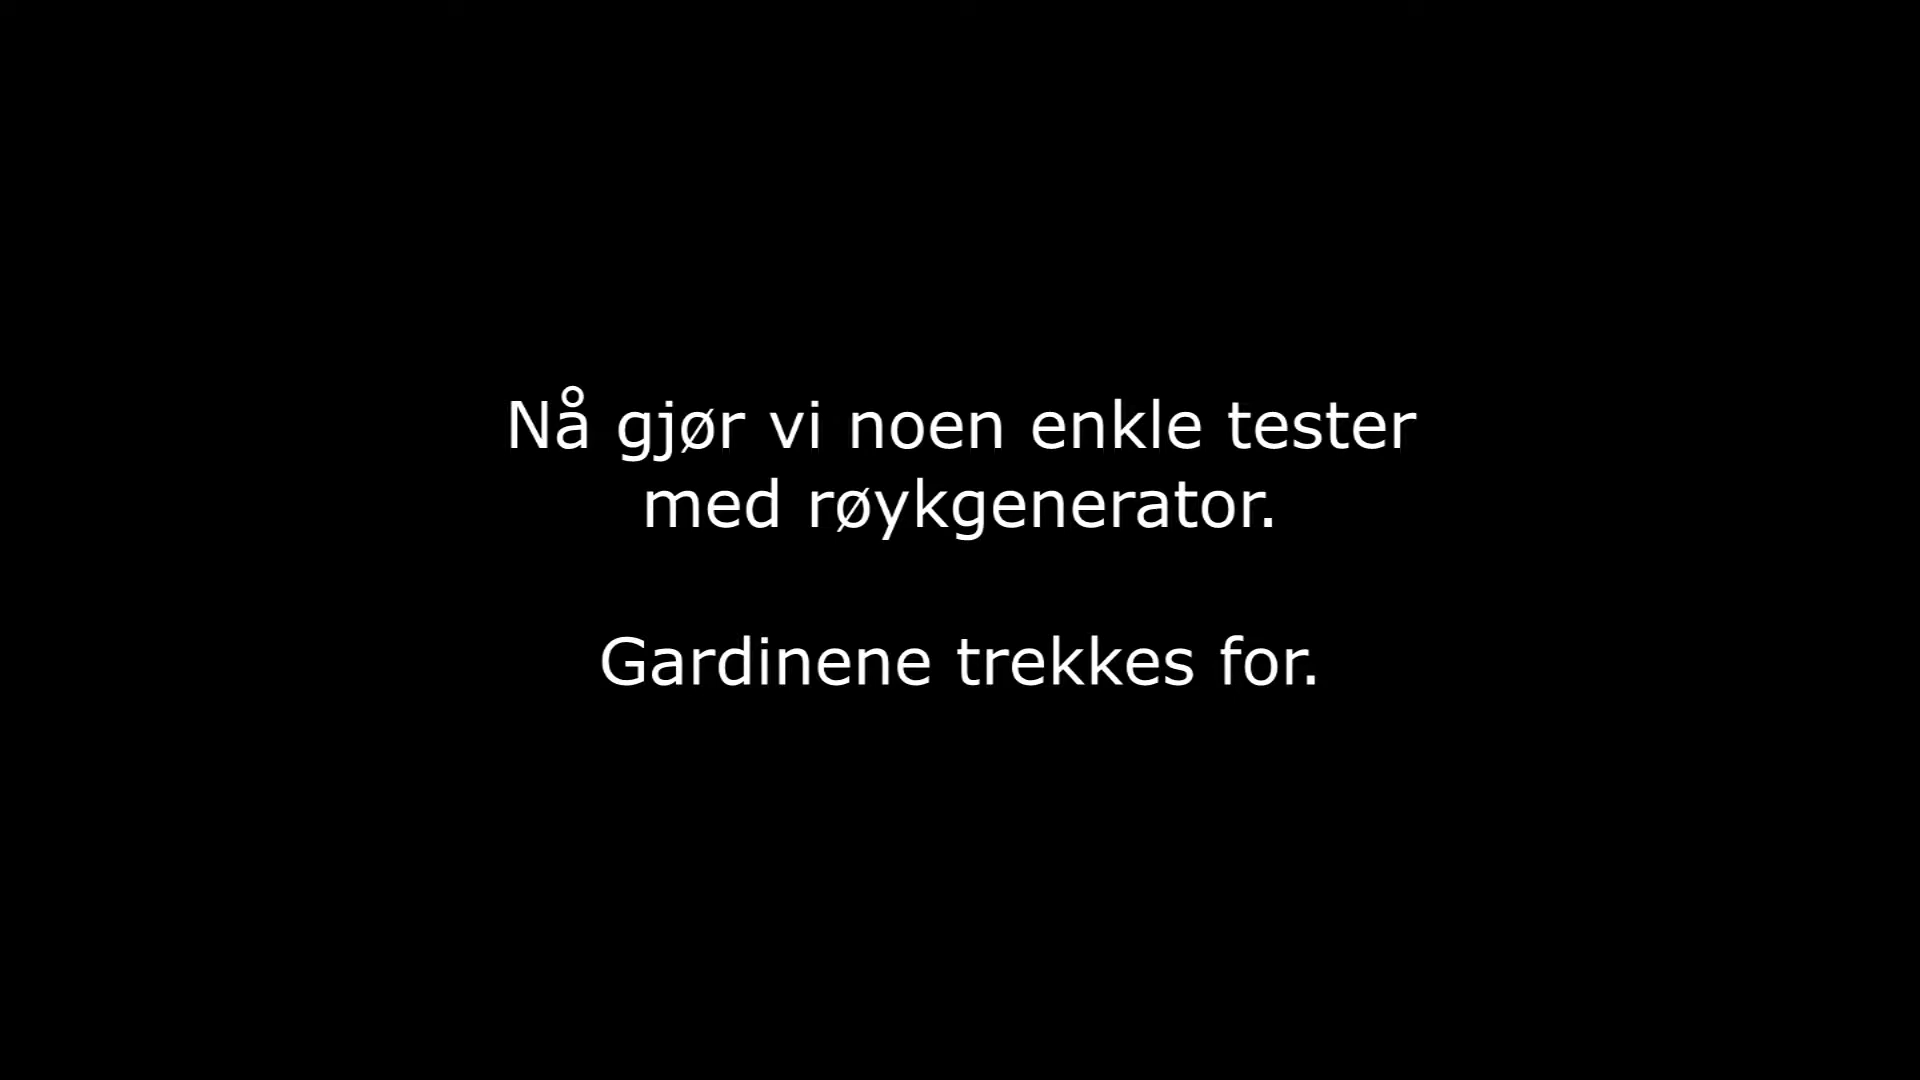 Nå gjør vi noen enkle tester
med røykgenerator.
Gardinene trekkes for.